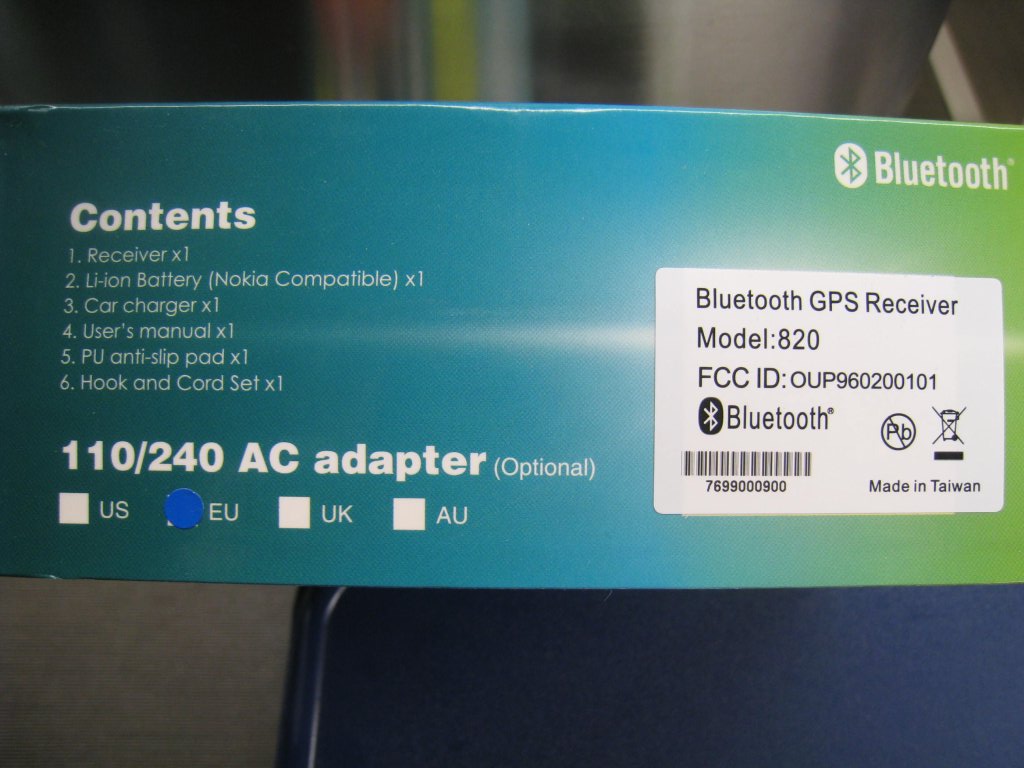 Bluetooth®
Contents
1. Receiver x1
2. Li-ion Battery (Nokia Compatible) x1
3. Car charger x1
4. User's manual x1
5. PU anti-slip pad x1
6. Hook and Cord Set x1
110/240 AC adapter (Optional)
US EU UK AU
Bluetooth GPS Receiver
Model:820
FCC ID: OUP960200101
Bluetooth®
Pb
7699000900
Made in Taiwan